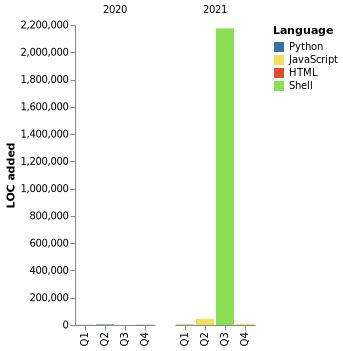 2020 2021
Language
Python
JavaScript
HTML
Shell
LOC added
2,200,000
2,000,000
1,800,000
1,600,000
1,400,000
1,200,000
1,000,000
800,000
600,000
400,000
200,000
0
Q1 Q2 Q3 Q4 Q1 Q2 Q3 Q4